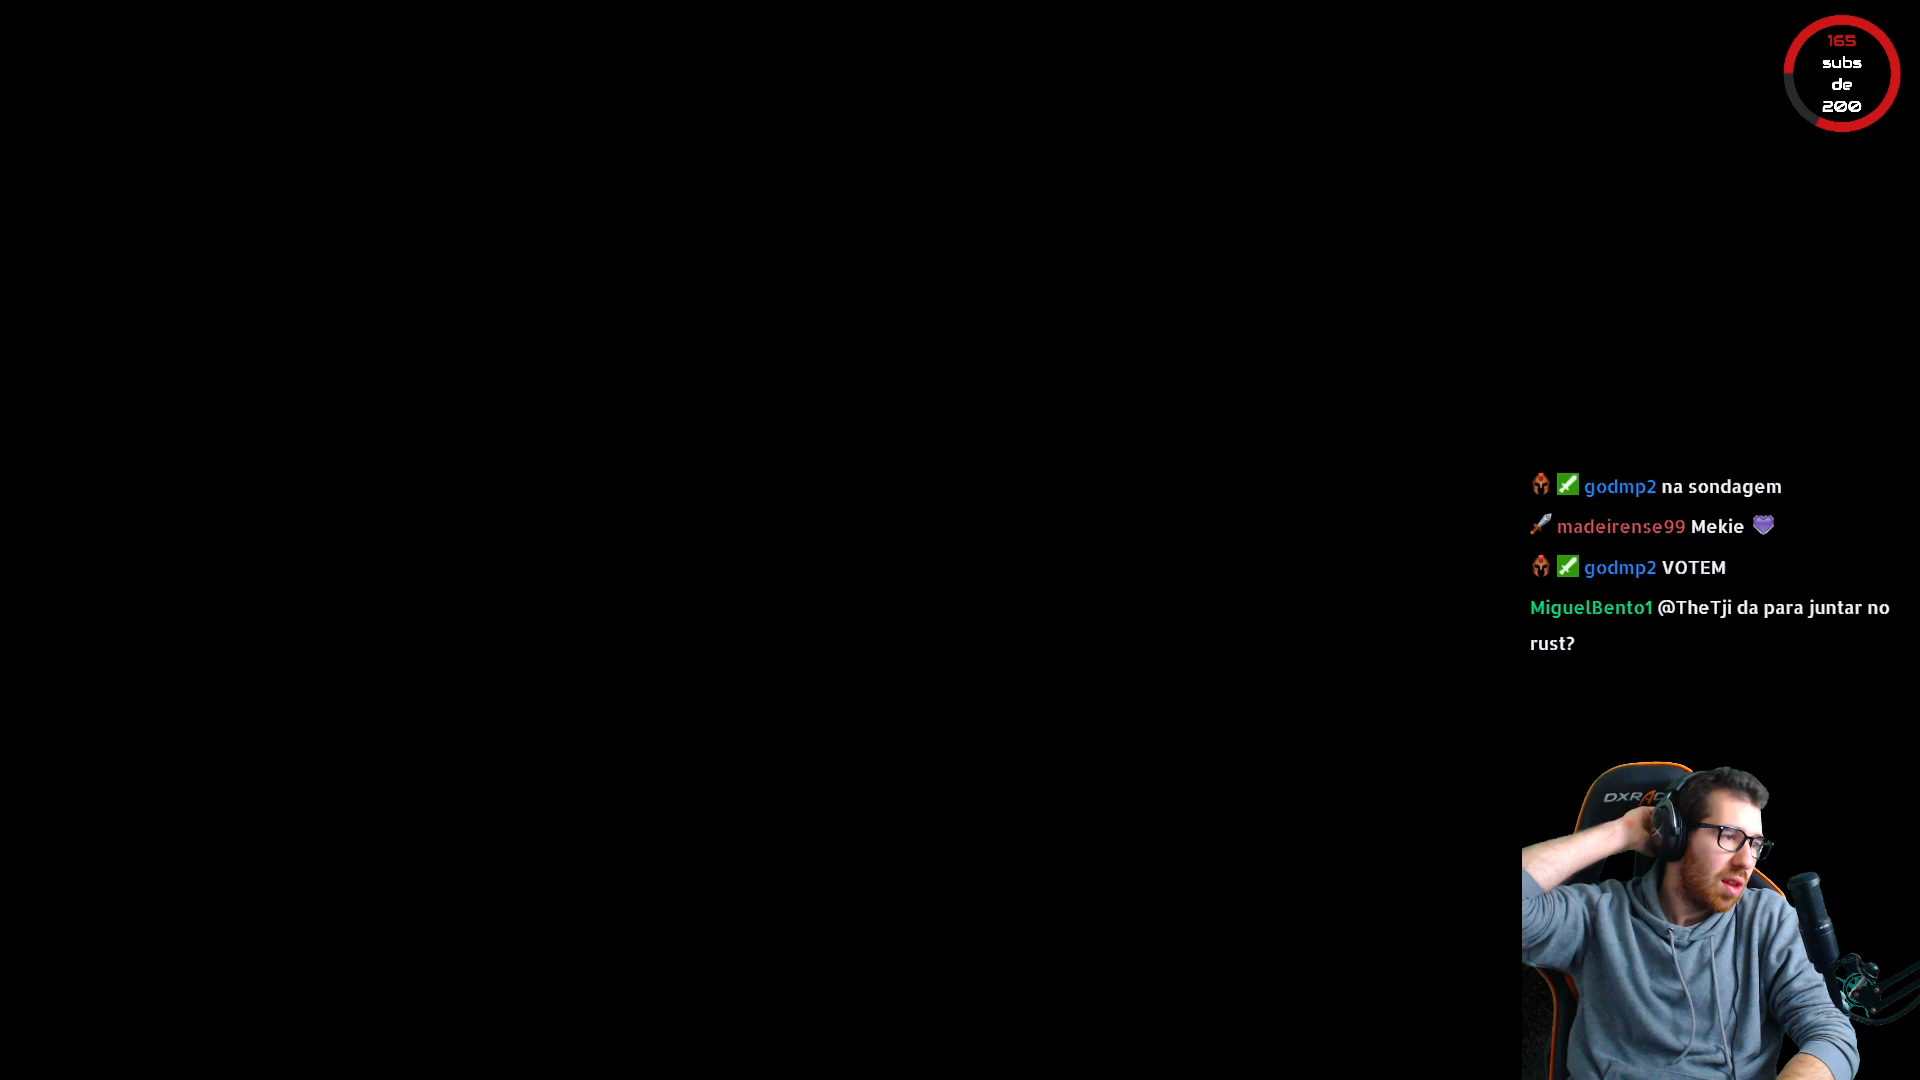 165
subs
de
200
godmp2 na sondagem
madeirense99 Mekie
godmp2 VOTEM
MiguelBento1 @TheTji da para juntar no
rust?